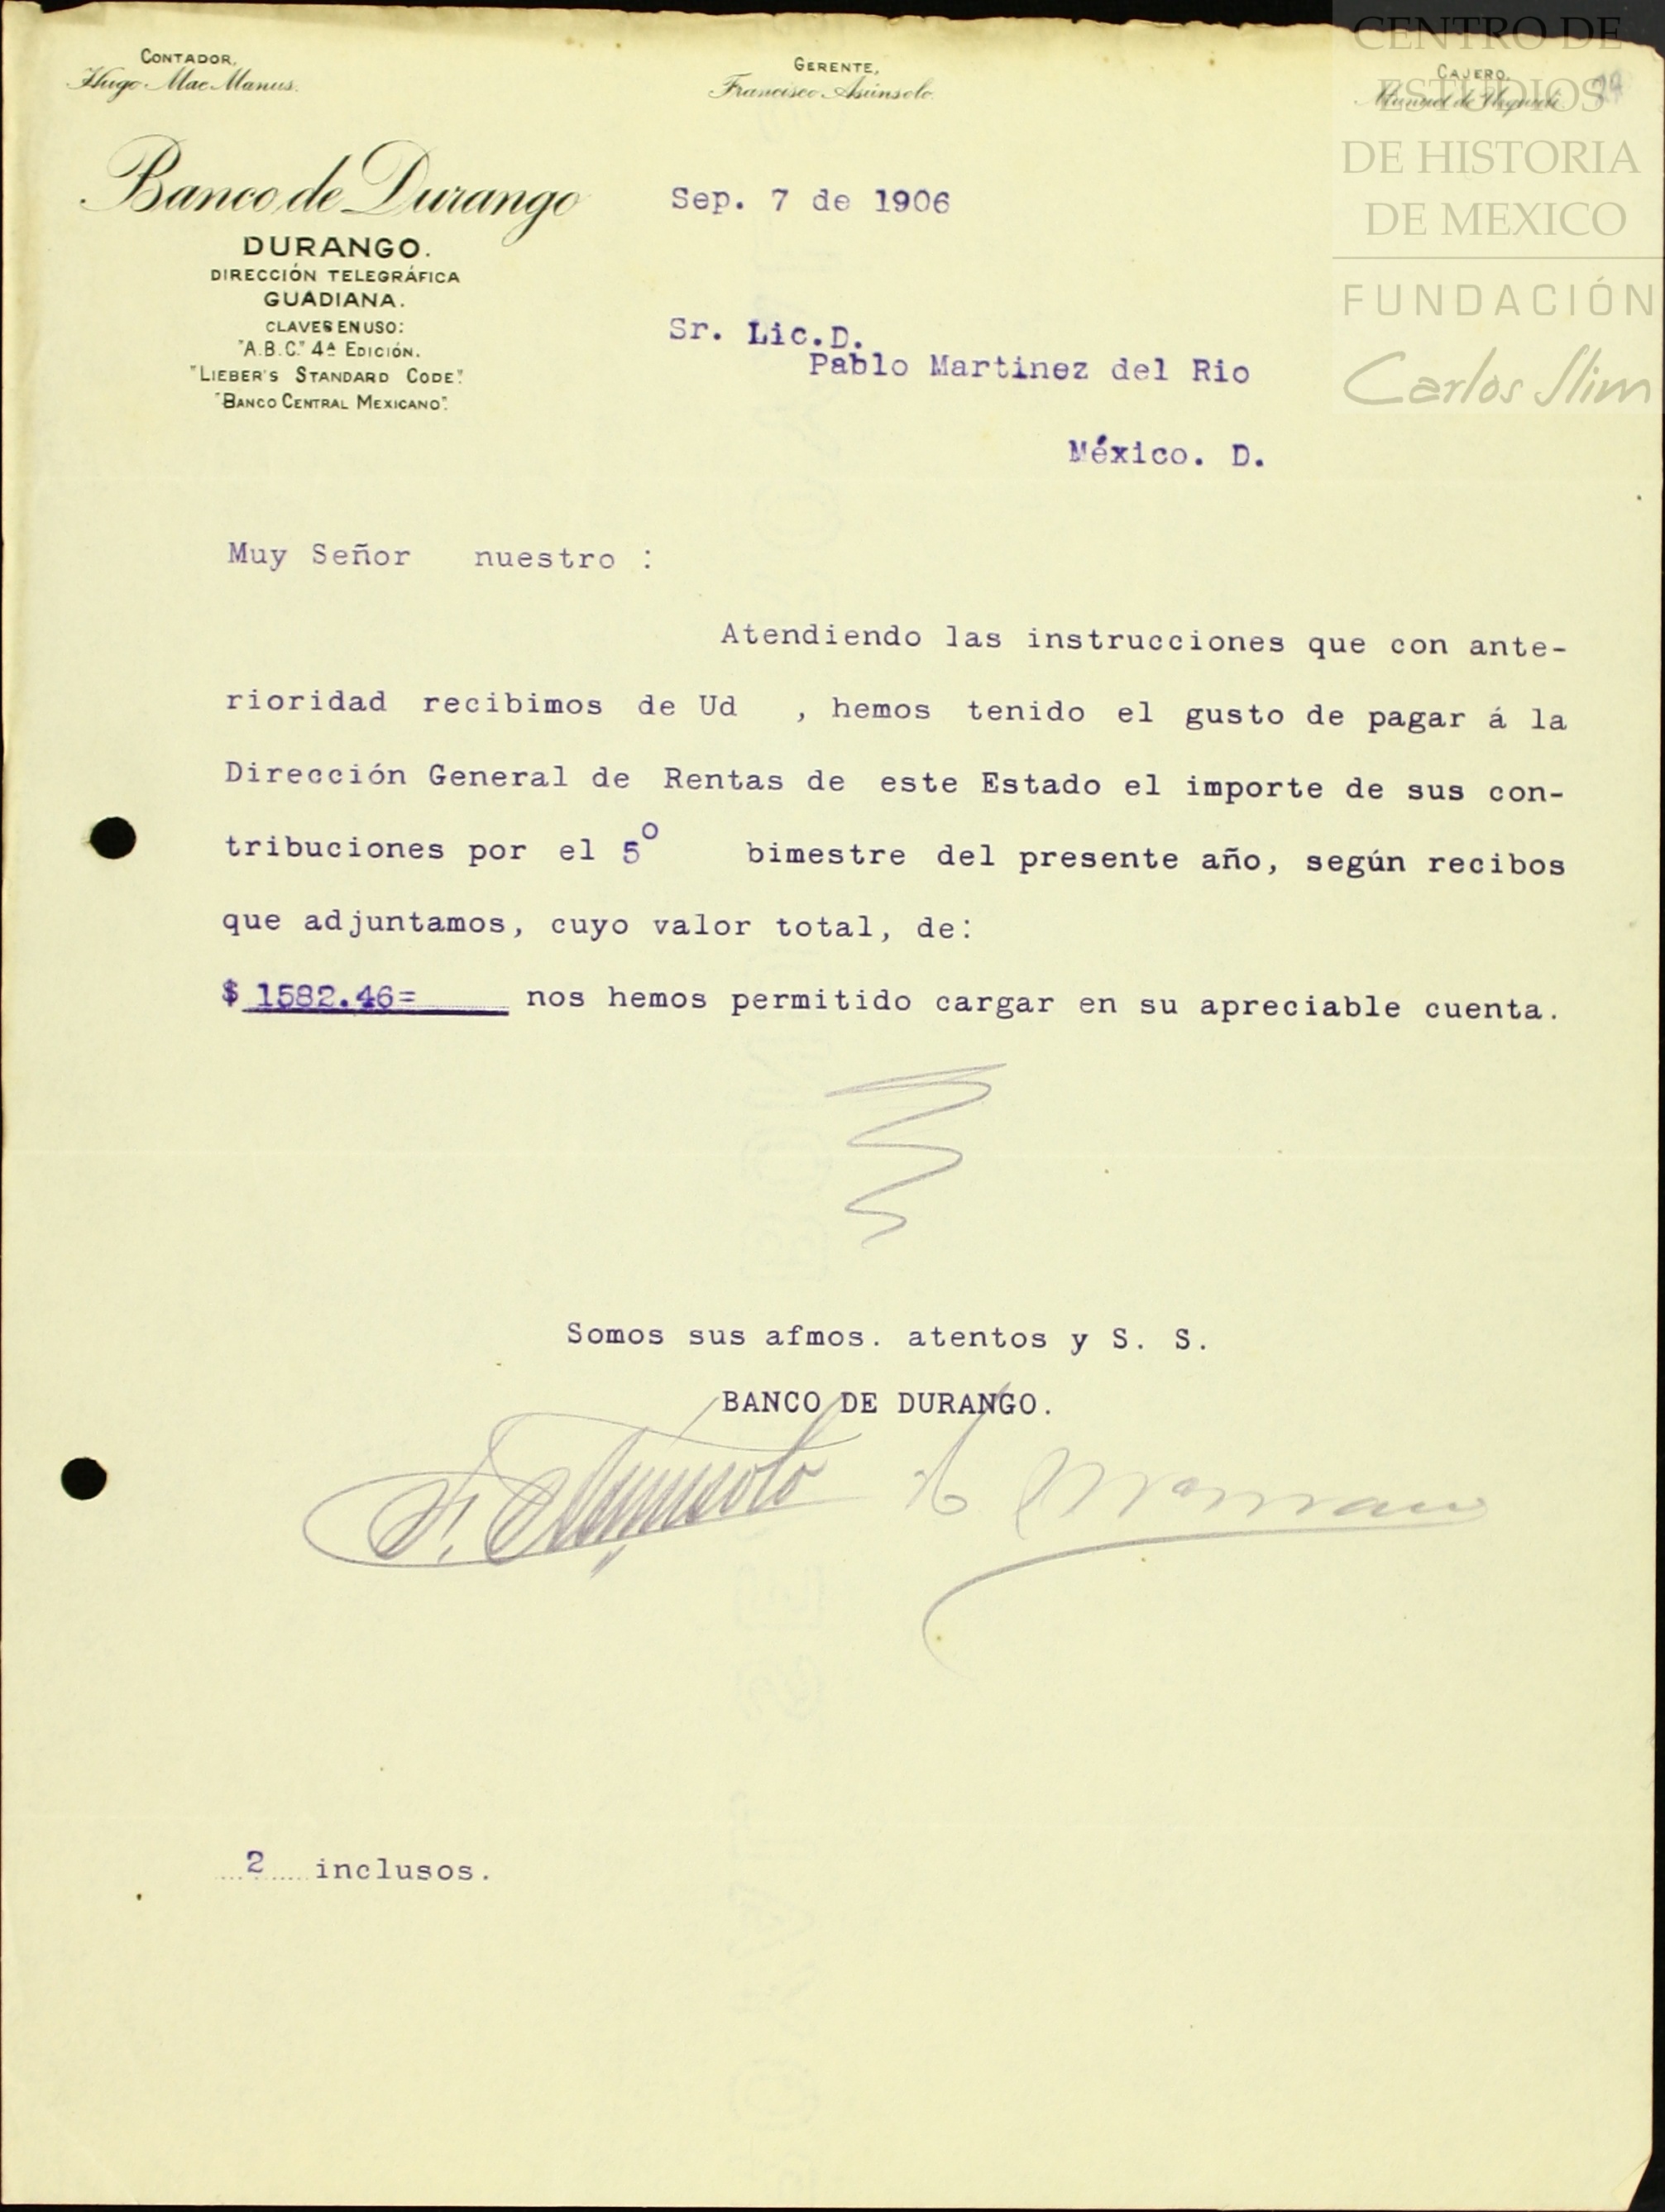 CONTADOR,
Hugo MacManus.
GERENTE,
Francisco Asúnsolo.
CAJERO,
Manuel de
24
CENTRO DE
ESTUDIOS
DE HISTORIA
DE MEXICO
FUNDACIÓN
Carlos Slim
Banco de Durango
DURANGO.
DIRECCIÓN TELEGRÁFICA
GUADIANA.
CLAVES EN USO:
"A.B.C." 4ª EDICIÓN.
"LIEBER'S STANDARD CODE".
"BANCO CENTRAL MEXICANO".
Sep. 7 de 1906
Sr. Lic.D.
Pablo Martinez del Rio
México. D.
Muy Señor nuestro :
Atendiendo las instrucciones que con ante-
rioridad recibimos de Ud , hemos tenido el gusto de pagar á la
Dirección General de Rentas de este Estado el importe de sus con-
tribuciones por el 5º bimestre del presente año, según recibos
que adjuntamos, cuyo valor total, de:
$ 1582.46= nos hemos permitido cargar en su apreciable cuenta.
Somos sus afmos. atentos y S. S.
BANCO DE DURANGO.
F. Asúnsolo
2 inclusos.